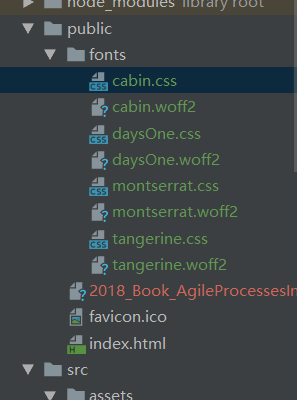 node_modules library root
public
fonts
cabin.css
cabin.woff2
daysOne.css
daysOne.woff2
montserrat.css
montserrat.woff2
tangerine.css
tangerine.woff2
2018_Book_AgileProcessesIn
favicon.ico
index.html
src
assets